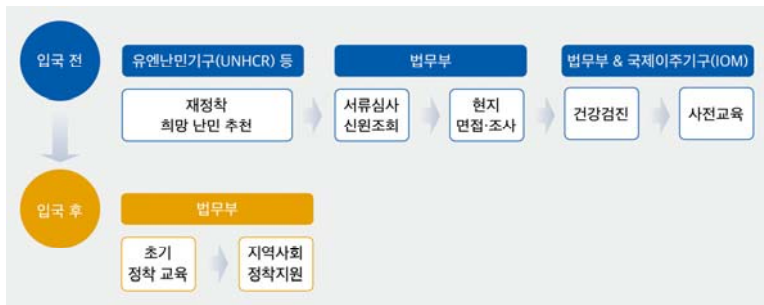 입국 전
유엔난민기구(UNHCR) 등
법무부
법무부 & 국제이주기구(IOM)
재정착
희망 난민 추천
서류심사
신원조회
현지
면접·조사
건강검진
사전교육
입국 후
법무부
초기
정착 교육
지역사회
정착지원